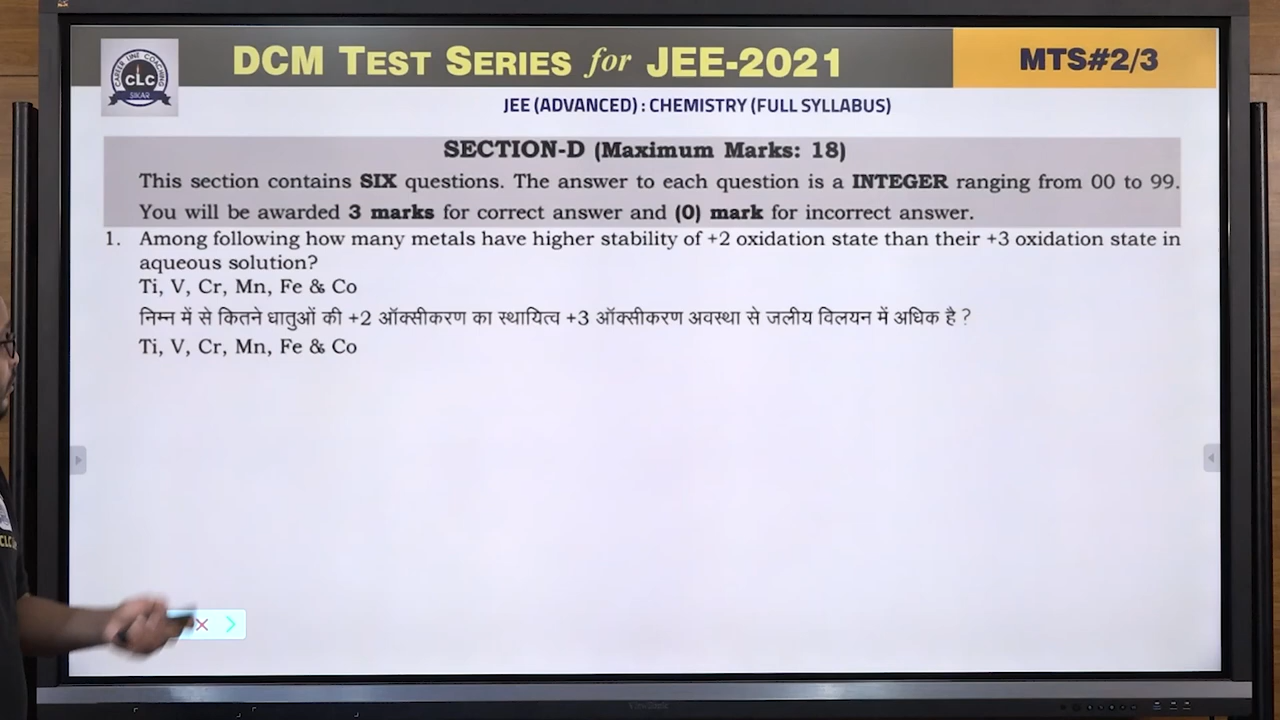 DCM TEST SERIES for JEE-2021
MTS#2/3
CAREER LINE COACHING
CLC
SIKAR
JEE (ADVANCED) : CHEMISTRY (FULL SYLLABUS)
SECTION-D (Maximum Marks: 18)
This section contains SIX questions. The answer to each question is a INTEGER ranging from 00 to 99.
You will be awarded 3 marks for correct answer and (0) mark for incorrect answer.
1. Among following how many metals have higher stability of +2 oxidation state than their +3 oxidation state in
aqueous solution?
Ti, V, Cr, Mn, Fe & Co
निम्न में से कितने धातुओं की +2 ऑक्सीकरण का स्थायित्व +3 ऑक्सीकरण अवस्था से जलीय विलयन में अधिक है ?
Ti, V, Cr, Mn, Fe & Co
CLC
ViewSonic